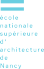 école
nationale
supérieure
d'
architecture
de
Nancy